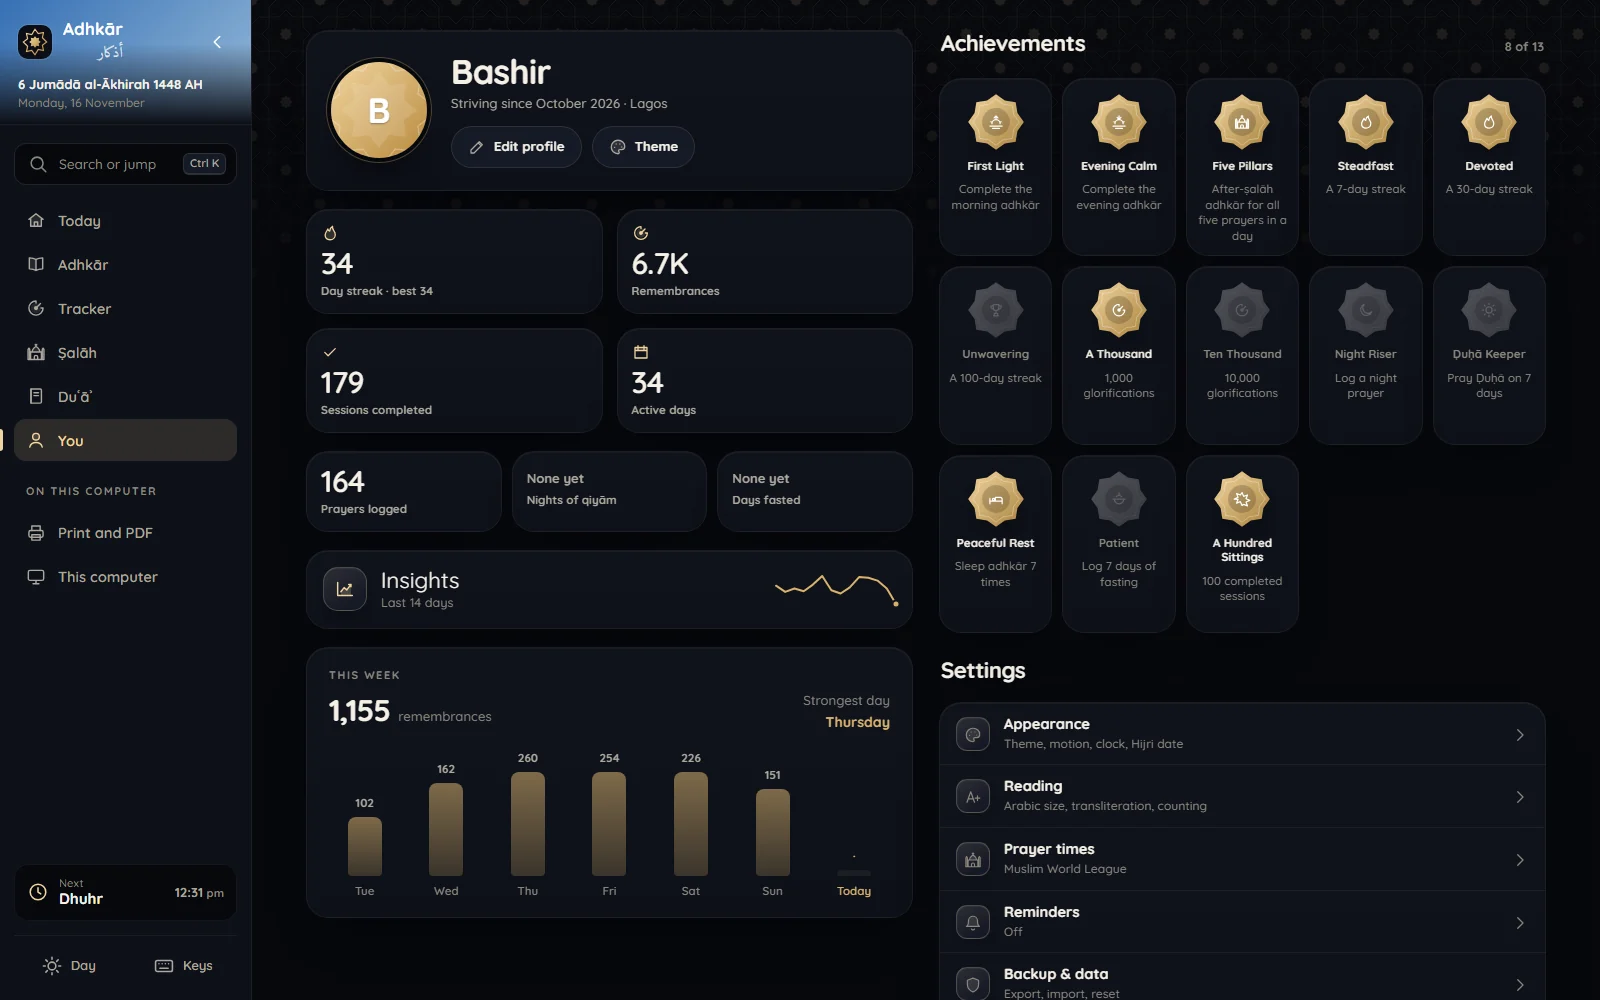 Adhkār
أذكار
6 Jumādā al-Ākhirah 1448 AH
Monday, 16 November
Search or jump
Ctrl K
Today
Adhkār
Tracker
Ṣalāh
Duʿāʾ
You
ON THIS COMPUTER
Print and PDF
This computer
Next
Dhuhr
12:31 pm
Day
Keys
B
Bashir
Striving since October 2026 · Lagos
Edit profile
Theme
34
Day streak · best 34
6.7K
Remembrances
179
Sessions completed
34
Active days
164
Prayers logged
None yet
Nights of qiyām
None yet
Days fasted
Insights
Last 14 days
THIS WEEK
1,155 remembrances
Strongest day
Thursday
102
162
260
254
226
151
·
Tue
Wed
Thu
Fri
Sat
Sun
Today
Achievements
8 of 13
First Light
Complete the
morning adhkār
Evening Calm
Complete the
evening adhkār
Five Pillars
After-ṣalāh
adhkār for all
five prayers in a
day
Steadfast
A 7-day streak
Devoted
A 30-day streak
Unwavering
A 100-day streak
A Thousand
1,000
glorifications
Ten Thousand
10,000
glorifications
Night Riser
Log a night
prayer
Ḍuḥā Keeper
Pray Ḍuḥā on 7
days
Peaceful Rest
Sleep adhkār 7
times
Patient
Log 7 days of
fasting
A Hundred
Sittings
100 completed
sessions
Settings
Appearance
Theme, motion, clock, Hijri date
A+
Reading
Arabic size, transliteration, counting
Prayer times
Muslim World League
Reminders
Off
Backup & data
Export, import, reset